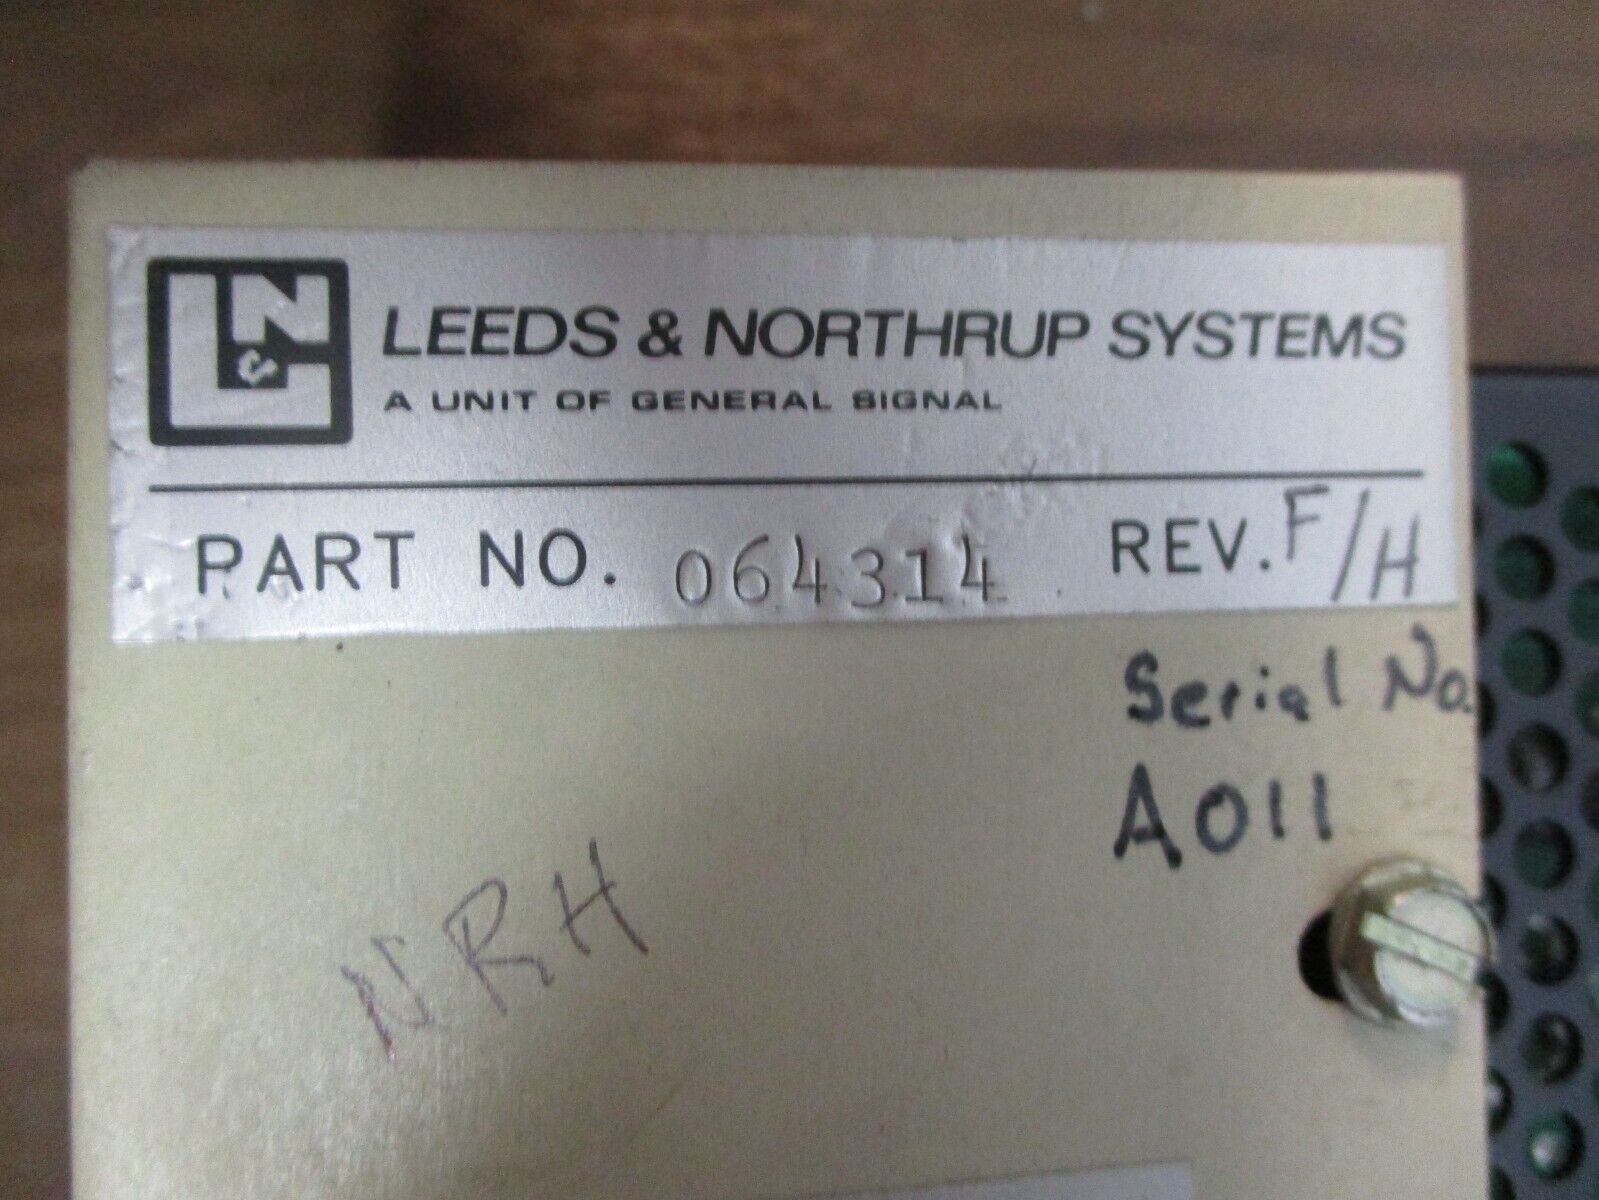 L&N LEEDS & NORTHRUP SYSTEMS
A UNIT OF GENERAL SIGNAL
PART NO. 064314 REV. F/H
Serial No.
A011
NRH